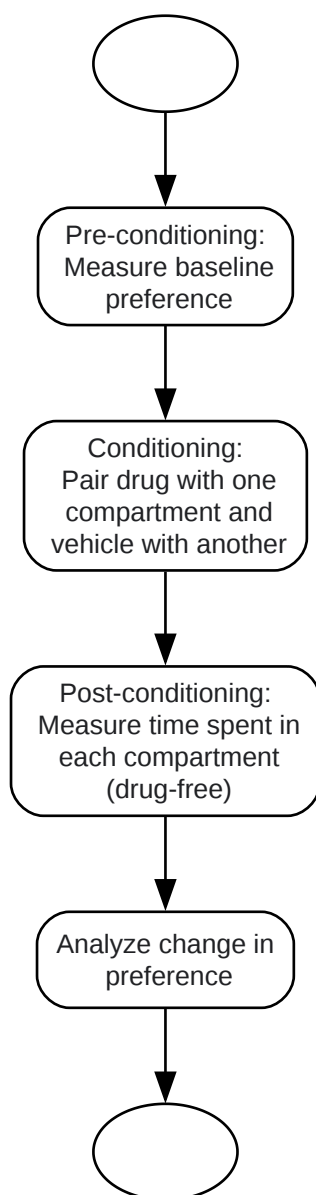 Pre-conditioning:
Measure baseline
preference
Conditioning:
Pair drug with one
compartment and
vehicle with another
Post-conditioning:
Measure time spent in
each compartment
(drug-free)
Analyze change in
preference